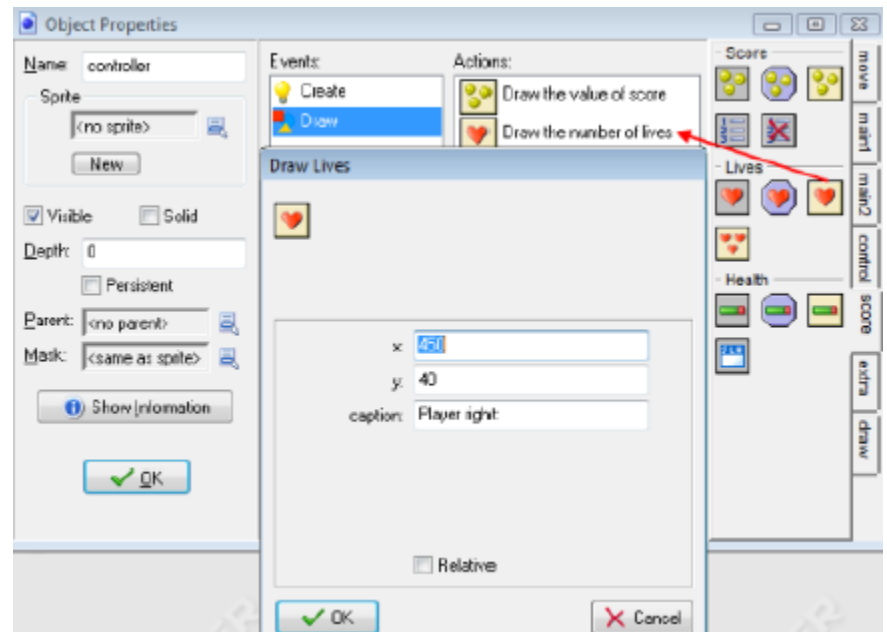 Object Properties
Name: controller
Sprite
<no sprite>
New
Visible
Solid
Depth: 0
Persistent
Parent: <no parent>
Mask: <same as sprite>
Show Information
OK
Events:
Create
Draw
Actions:
Draw the value of score
Draw the number of lives
Draw Lives
x: 450
y: 40
caption: Player right:
Relative
OK
Cancel
Score
Lives
Health
move
main1
main2
control
score
extra
draw